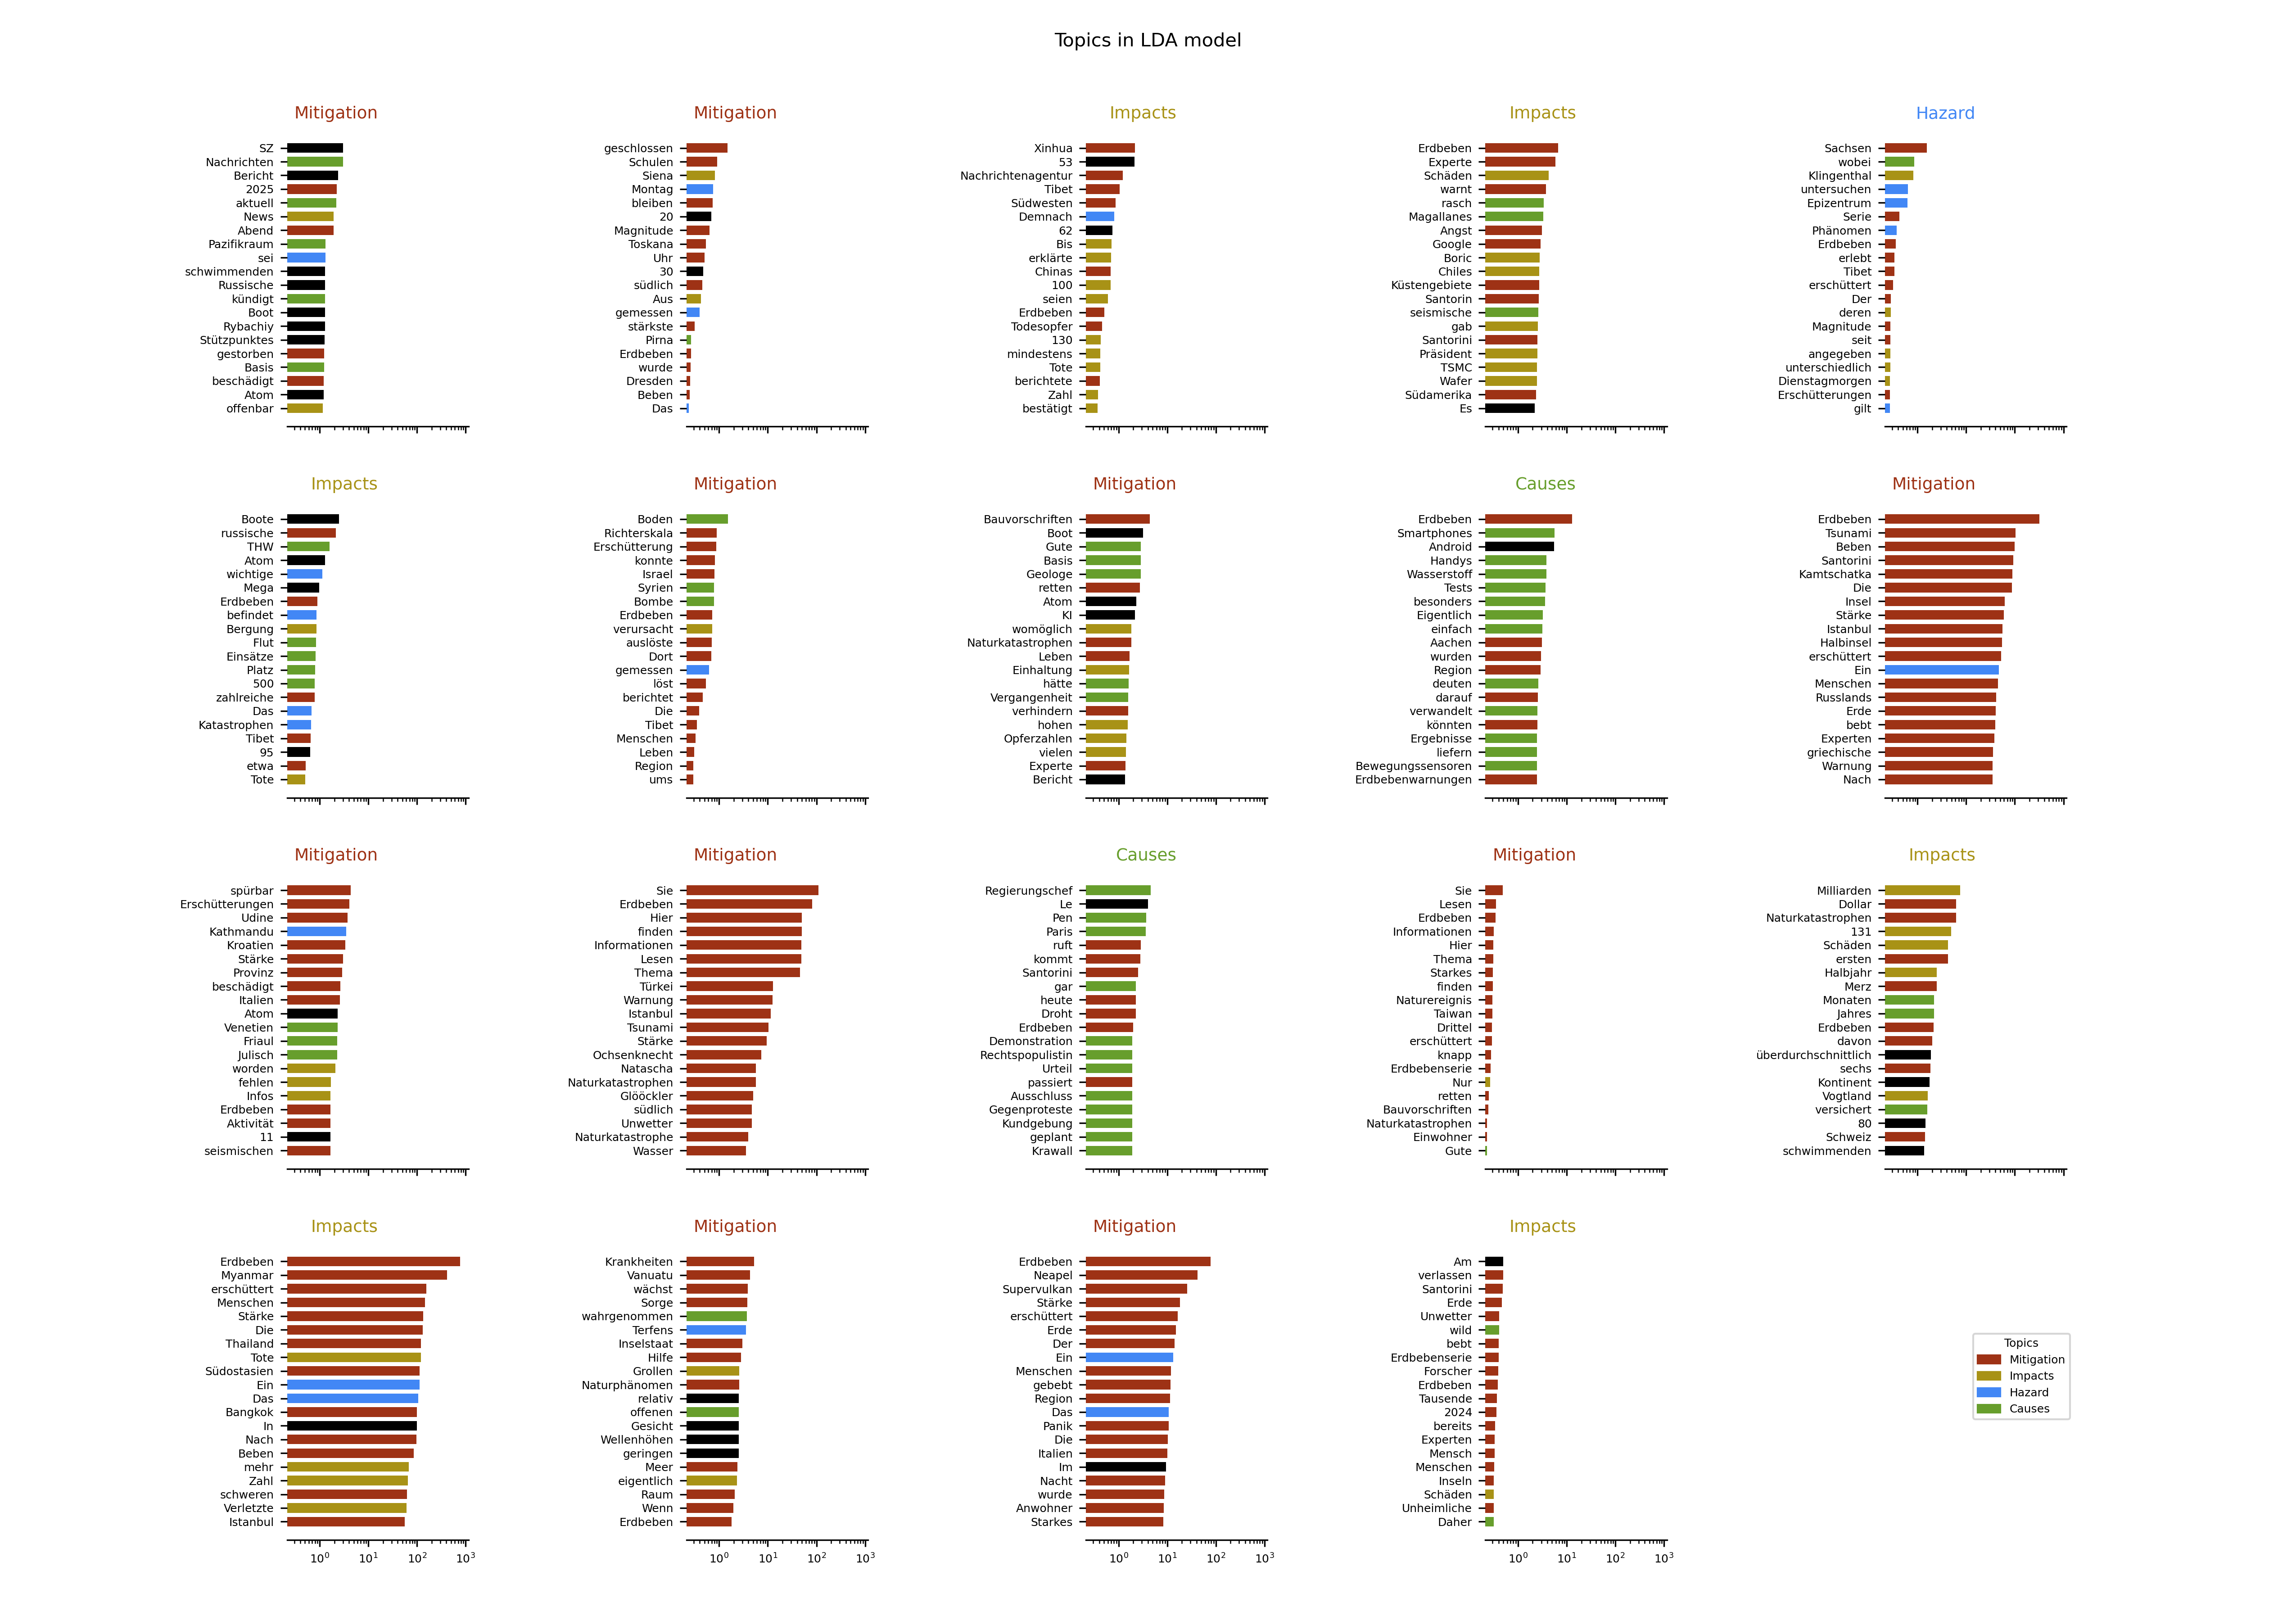 Topics in LDA model
Mitigation
SZ
Nachrichten
Bericht
2025
aktuell
News
Abend
Pazifikraum
sei
schwimmenden
Russische
kündigt
Boot
Rybachiy
Stützpunktes
gestorben
Basis
beschädigt
Atom
offenbar
Mitigation
geschlossen
Schulen
Siena
Montag
bleiben
20
Magnitude
Toskana
Uhr
30
südlich
Aus
gemessen
stärkste
Pirna
Erdbeben
wurde
Dresden
Beben
Das
Impacts
Xinhua
53
Nachrichtenagentur
Tibet
Südwesten
Demnach
62
Bis
erklärte
Chinas
100
seien
Erdbeben
Todesopfer
130
mindestens
Tote
berichtete
Zahl
bestätigt
Impacts
Erdbeben
Experte
Schäden
warnt
rasch
Magallanes
Angst
Google
Boric
Chiles
Küstengebiete
Santorin
seismische
gab
Santorini
Präsident
TSMC
Wafer
Südamerika
Es
Hazard
Sachsen
wobei
Klingenthal
untersuchen
Epizentrum
Serie
Phänomen
Erdbeben
erlebt
Tibet
erschüttert
Der
deren
Magnitude
seit
angegeben
unterschiedlich
Dienstagmorgen
Erschütterungen
gilt
Impacts
Boote
russische
THW
Atom
wichtige
Mega
Erdbeben
befindet
Bergung
Flut
Einsätze
Platz
500
zahlreiche
Das
Katastrophen
Tibet
95
etwa
Tote
Mitigation
Boden
Richterskala
Erschütterung
konnte
Israel
Syrien
Bombe
Erdbeben
verursacht
auslöste
Dort
gemessen
löst
berichtet
Die
Tibet
Menschen
Leben
Region
ums
Mitigation
Bauvorschriften
Boot
Gute
Basis
Geologe
retten
Atom
KI
womöglich
Naturkatastrophen
Leben
Einhaltung
hätte
Vergangenheit
verhindern
hohen
Opferzahlen
vielen
Experte
Bericht
Causes
Erdbeben
Smartphones
Android
Handys
Wasserstoff
Tests
besonders
Eigentlich
einfach
Aachen
wurden
Region
deuten
darauf
verwandelt
könnten
Ergebnisse
liefern
Bewegungssensoren
Erdbebenwarnungen
Mitigation
Erdbeben
Tsunami
Beben
Santorini
Kamtschatka
Die
Insel
Stärke
Istanbul
Halbinsel
erschüttert
Ein
Menschen
Russlands
Erde
bebt
Experten
griechische
Warnung
Nach
Mitigation
spürbar
Erschütterungen
Udine
Kathmandu
Kroatien
Stärke
Provinz
beschädigt
Italien
Atom
Venetien
Friaul
Julisch
worden
fehlen
Infos
Erdbeben
Aktivität
11
seismischen
Mitigation
Sie
Erdbeben
Hier
finden
Informationen
Lesen
Thema
Türkei
Warnung
Istanbul
Tsunami
Stärke
Ochsenknecht
Natascha
Naturkatastrophen
Glööckler
südlich
Unwetter
Naturkatastrophe
Wasser
Causes
Regierungschef
Le
Pen
Paris
ruft
kommt
Santorini
gar
heute
Droht
Erdbeben
Demonstration
Rechtspopulistin
Urteil
passiert
Ausschluss
Gegenproteste
Kundgebung
geplant
Krawall
Mitigation
Sie
Lesen
Erdbeben
Informationen
Hier
Thema
Starkes
finden
Naturereignis
Taiwan
Drittel
erschüttert
knapp
Erdbebenserie
Nur
retten
Bauvorschriften
Naturkatastrophen
Einwohner
Gute
Impacts
Milliarden
Dollar
Naturkatastrophen
131
Schäden
ersten
Halbjahr
Merz
Monaten
Jahres
Erdbeben
davon
überdurchschnittlich
sechs
Kontinent
Vogtland
versichert
80
Schweiz
schwimmenden
Impacts
Erdbeben
Myanmar
erschüttert
Menschen
Stärke
Die
Thailand
Tote
Südostasien
Ein
Das
Bangkok
In
Nach
Beben
mehr
Zahl
schweren
Verletzte
Istanbul
10⁰ 10¹ 10² 10³
Mitigation
Krankheiten
Vanuatu
wächst
Sorge
wahrgenommen
Terfens
Inselstaat
Hilfe
Grollen
Naturphänomen
relativ
offenen
Gesicht
Wellenhöhen
geringen
Meer
eigentlich
Raum
Wenn
Erdbeben
10⁰ 10¹ 10² 10³
Mitigation
Erdbeben
Neapel
Supervulkan
Stärke
erschüttert
Erde
Der
Ein
Menschen
gebebt
Region
Das
Panik
Die
Italien
Im
Nacht
wurde
Anwohner
Starkes
10⁰ 10¹ 10² 10³
Impacts
Am
verlassen
Santorini
Erde
Unwetter
wild
bebt
Erdbebenserie
Forscher
Erdbeben
Tausende
2024
bereits
Experten
Mensch
Menschen
Inseln
Schäden
Unheimliche
Daher
10⁰ 10¹ 10² 10³
Topics
Mitigation
Impacts
Hazard
Causes